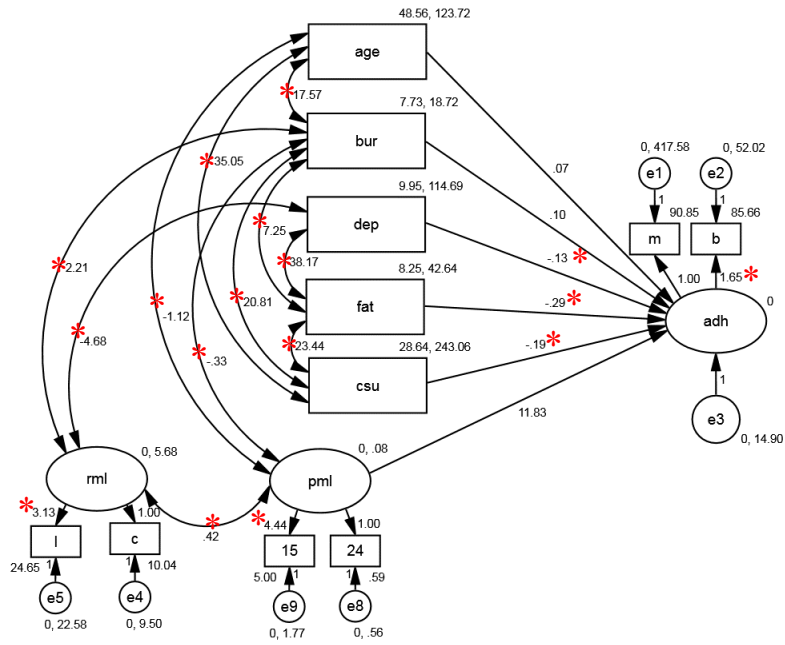 48.56, 123.72
age
*17.57
7.73, 18.72
bur
*35.05
.07
0, 417.58
0, 52.02
e1
e2
1
1
9.95, 114.69
.10
90.85
85.66
dep
*7.25
m
b
-.13*
*2.21
*38.17
8.25, 42.64
1.00
1.65*
*-1.12
*20.81
fat
-.29*
0
adh
*-4.68
*-.33
*23.44
28.64, 243.06
-.19*
csu
1
11.83
e3
0, 14.90
0, 5.68
0, .08
rml
pml
*3.13
1.00
*.42
*4.44
1.00
l
c
15
24
24.65
1
1
10.04
5.00
1
1
.59
e5
e4
e9
e8
0, 22.58
0, 9.50
0, 1.77
0, .56